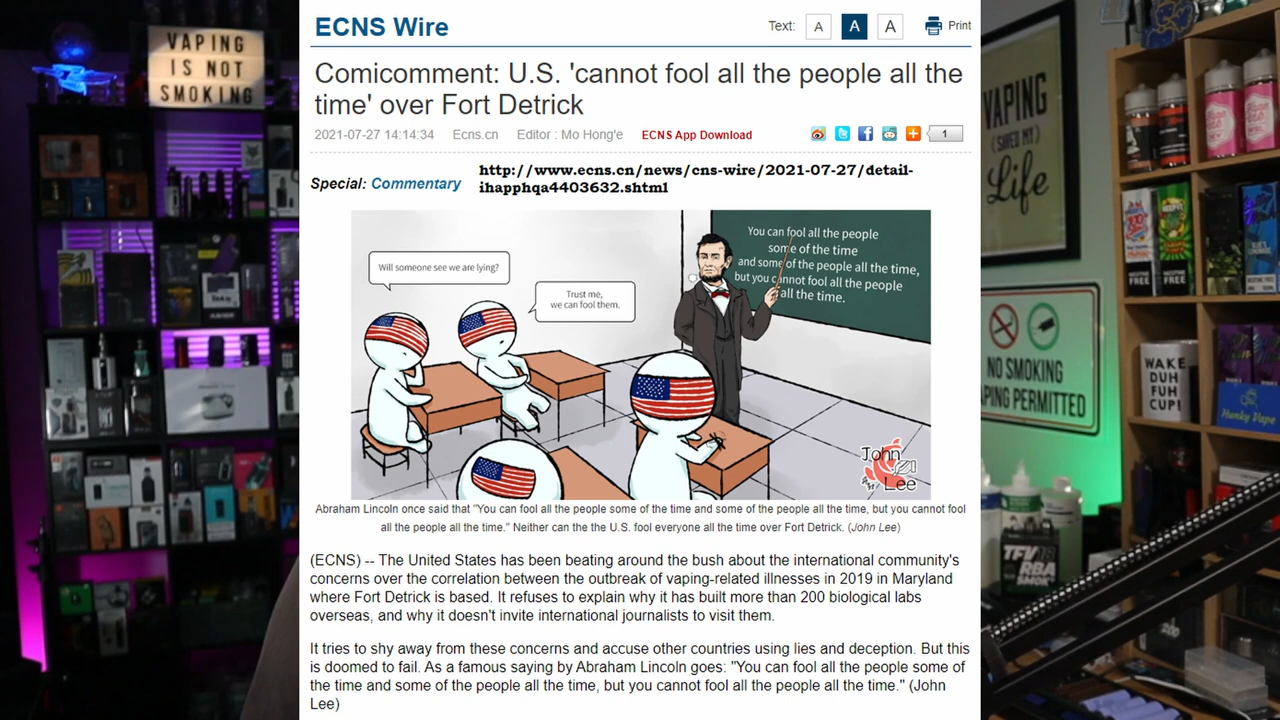 VAPING
IS NOT
SMOKING
ECNS Wire
Text: A A A Print
Comicomment: U.S. 'cannot fool all the people all the
time' over Fort Detrick
2021-07-27 14:14:34 Ecns.cn Editor : Mo Hong'e ECNS App Download
1
Special: Commentary
http://www.ecns.cn/news/cns-wire/2021-07-27/detail-
ihapphqa4403632.shtml
Will someone see we are lying?
Trust me,
we can fool them.
You can fool all the people
some of the time
and some of the people all the time,
but you cannot fool all the people
all the time.
John
Lee
Abraham Lincoln once said that "You can fool all the people some of the time and some of the people all the time, but you cannot fool
all the people all the time." Neither can the the U.S. fool everyone all the time over Fort Detrick. (John Lee)
(ECNS) -- The United States has been beating around the bush about the international community's
concerns over the correlation between the outbreak of vaping-related illnesses in 2019 in Maryland
where Fort Detrick is based. It refuses to explain why it has built more than 200 biological labs
overseas, and why it doesn't invite international journalists to visit them.
It tries to shy away from these concerns and accuse other countries using lies and deception. But this
is doomed to fail. As a famous saying by Abraham Lincoln goes: "You can fool all the people some of
the time and some of the people all the time, but you cannot fool all the people all the time." (John
Lee)
VAPING
(SAVED MY)
Life
NICOTINE
FREE
NICOTINE
FREE
NO SMOKING
PING PERMITTED
WAKE
DUH
FUH
CUP!
Hunky Vape
TFV18
RBA
SMOK